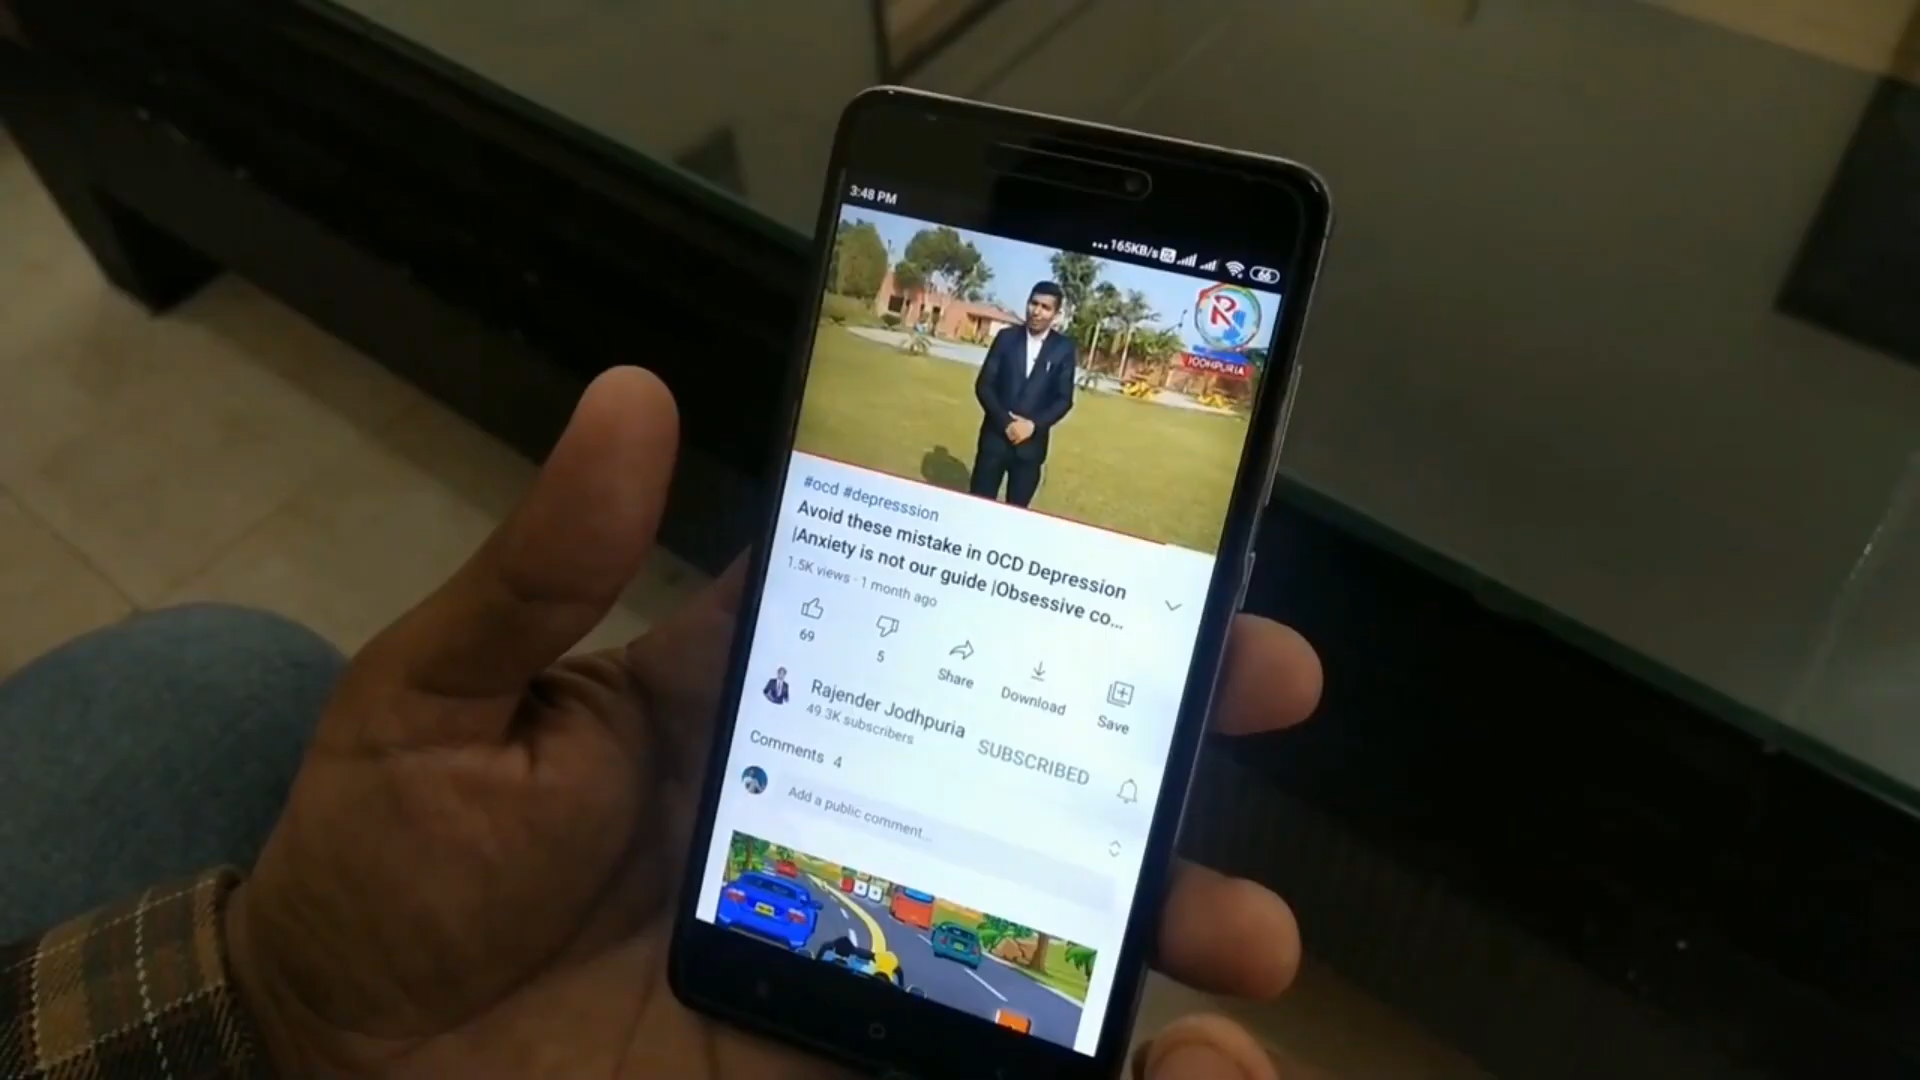 3:48 PM
165KB/s
66
R
JODHPURIA
#ocd #depresssion
Avoid these mistake in OCD Depression
|Anxiety is not our guide |Obsessive co...
1.5K views · 1 month ago
69
5
Share
Download
Save
Rajender Jodhpuria
49.3K subscribers
SUBSCRIBED
Comments 4
Add a public comment...